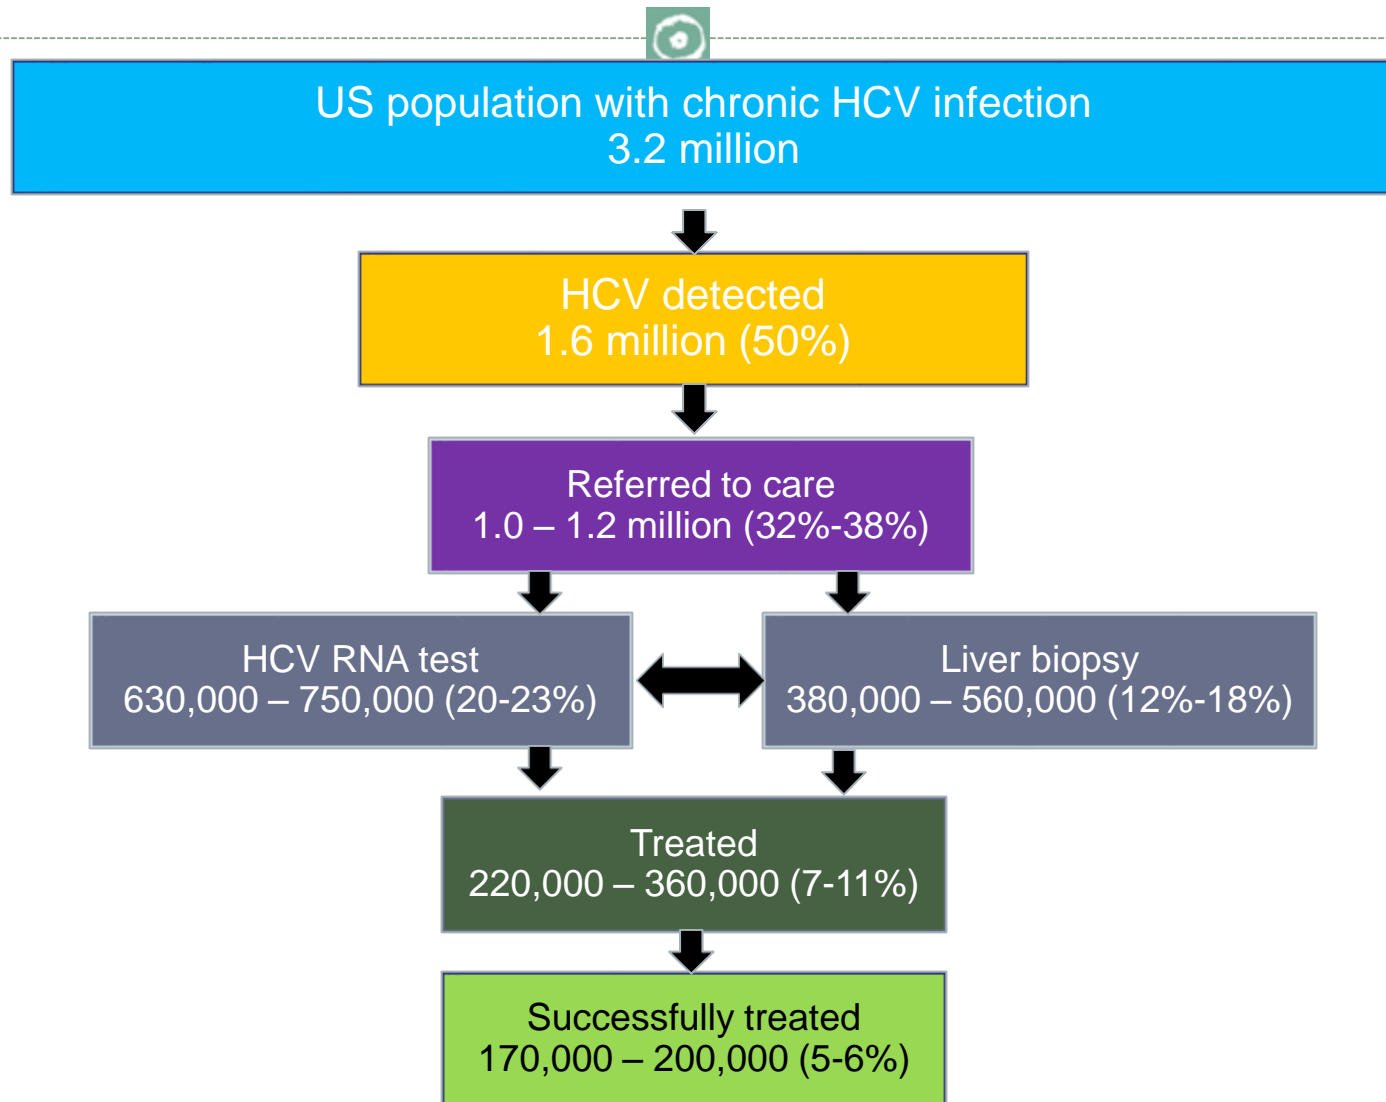 US population with chronic HCV infection
3.2 million
HCV detected
1.6 million (50%)
Referred to care
1.0 – 1.2 million (32%-38%)
HCV RNA test
630,000 – 750,000 (20-23%)
Liver biopsy
380,000 – 560,000 (12%-18%)
Treated
220,000 – 360,000 (7-11%)
Successfully treated
170,000 – 200,000 (5-6%)